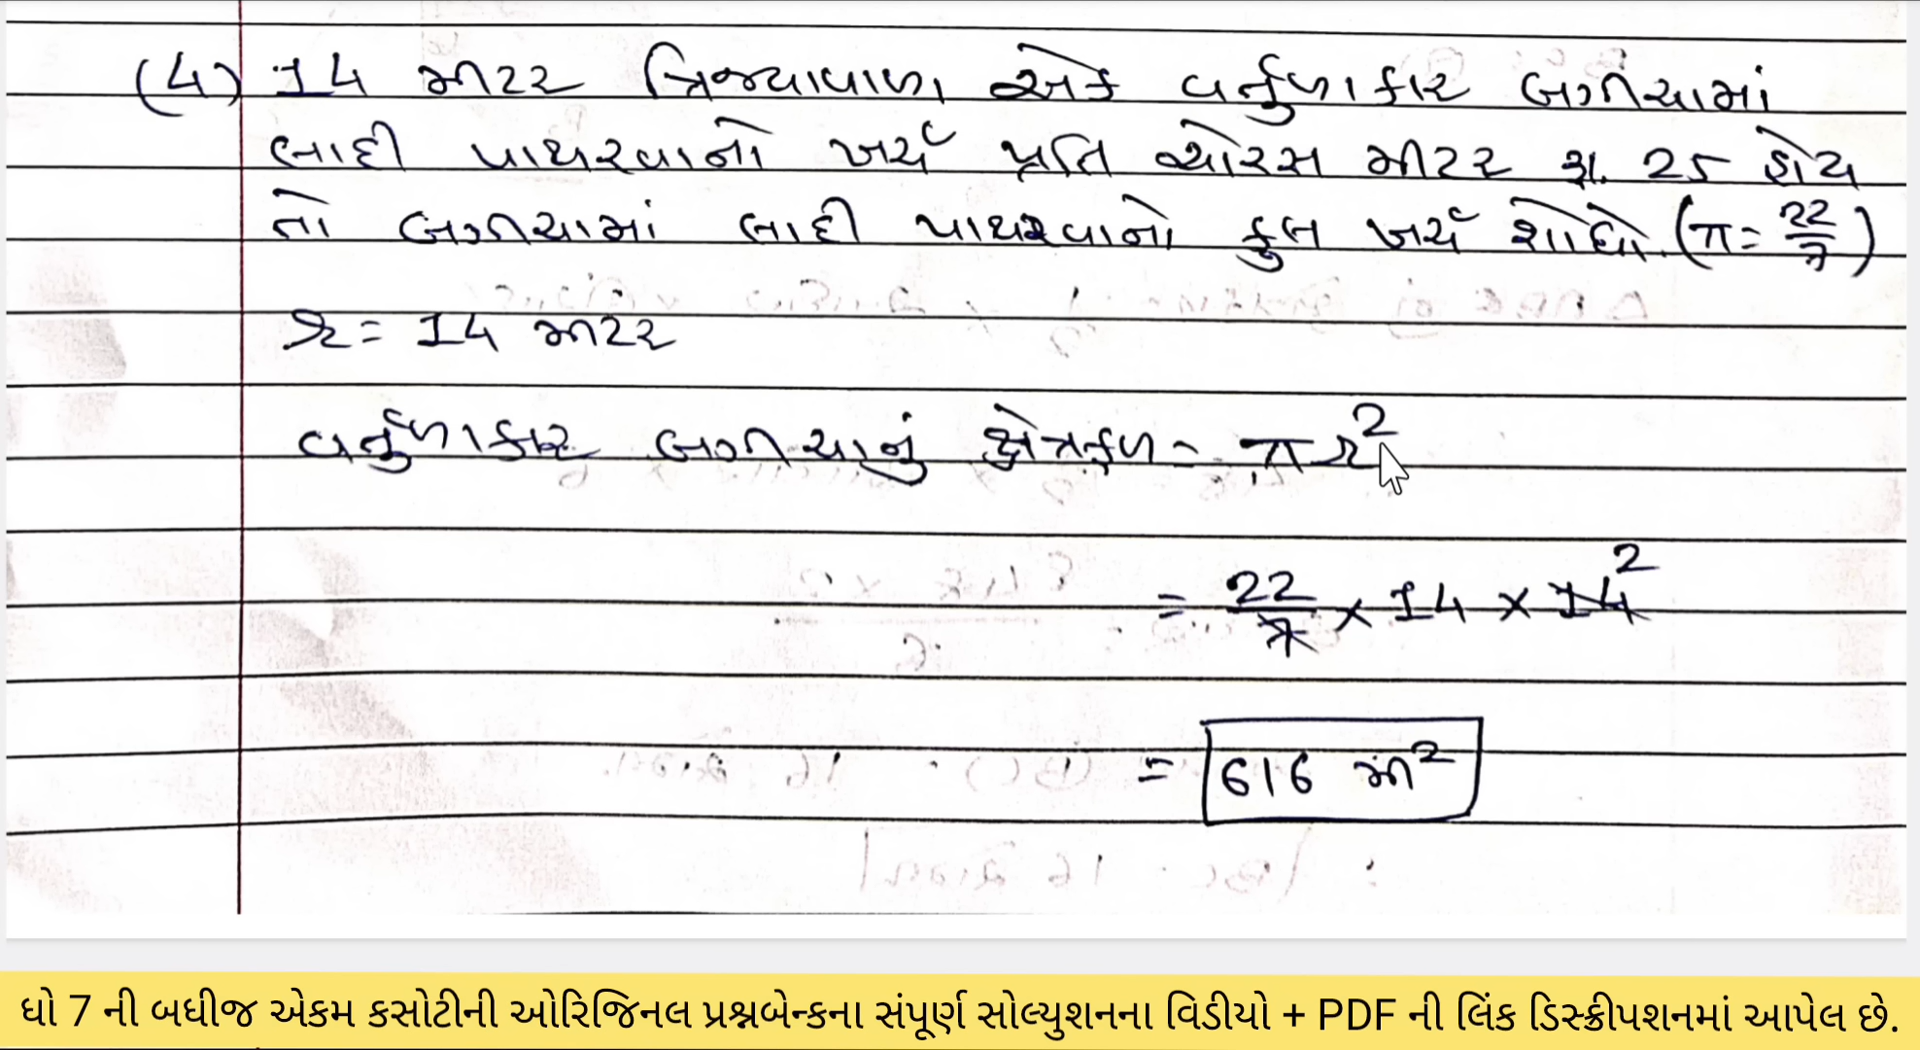 (4) 14 મીટર ત્રિજ્યાવાળા એક વર્તુળાકાર બગીચામાં
લાદી પાથરવાનો ખર્ચ પ્રતિ ચોરસ મીટર રૂા. 25 હોય
તો બગીચામાં લાદી પાથરવાનો કુલ ખર્ચ શોધો. (π = 22/7)
r = 14 મીટર
વર્તુળાકાર બગીચાનું ક્ષેત્રફળ = πr²
= 22/7 × 14 × 14 2
= 616 મી²
ધો 7 ની બધીજ એકમ કસોટીની ઓરિજિનલ પ્રશ્નબેન્કના સંપૂર્ણ સોલ્યુશનના વિડીયો + PDF ની લિંક ડિસ્ક્રીપશનમાં આપેલ છે.